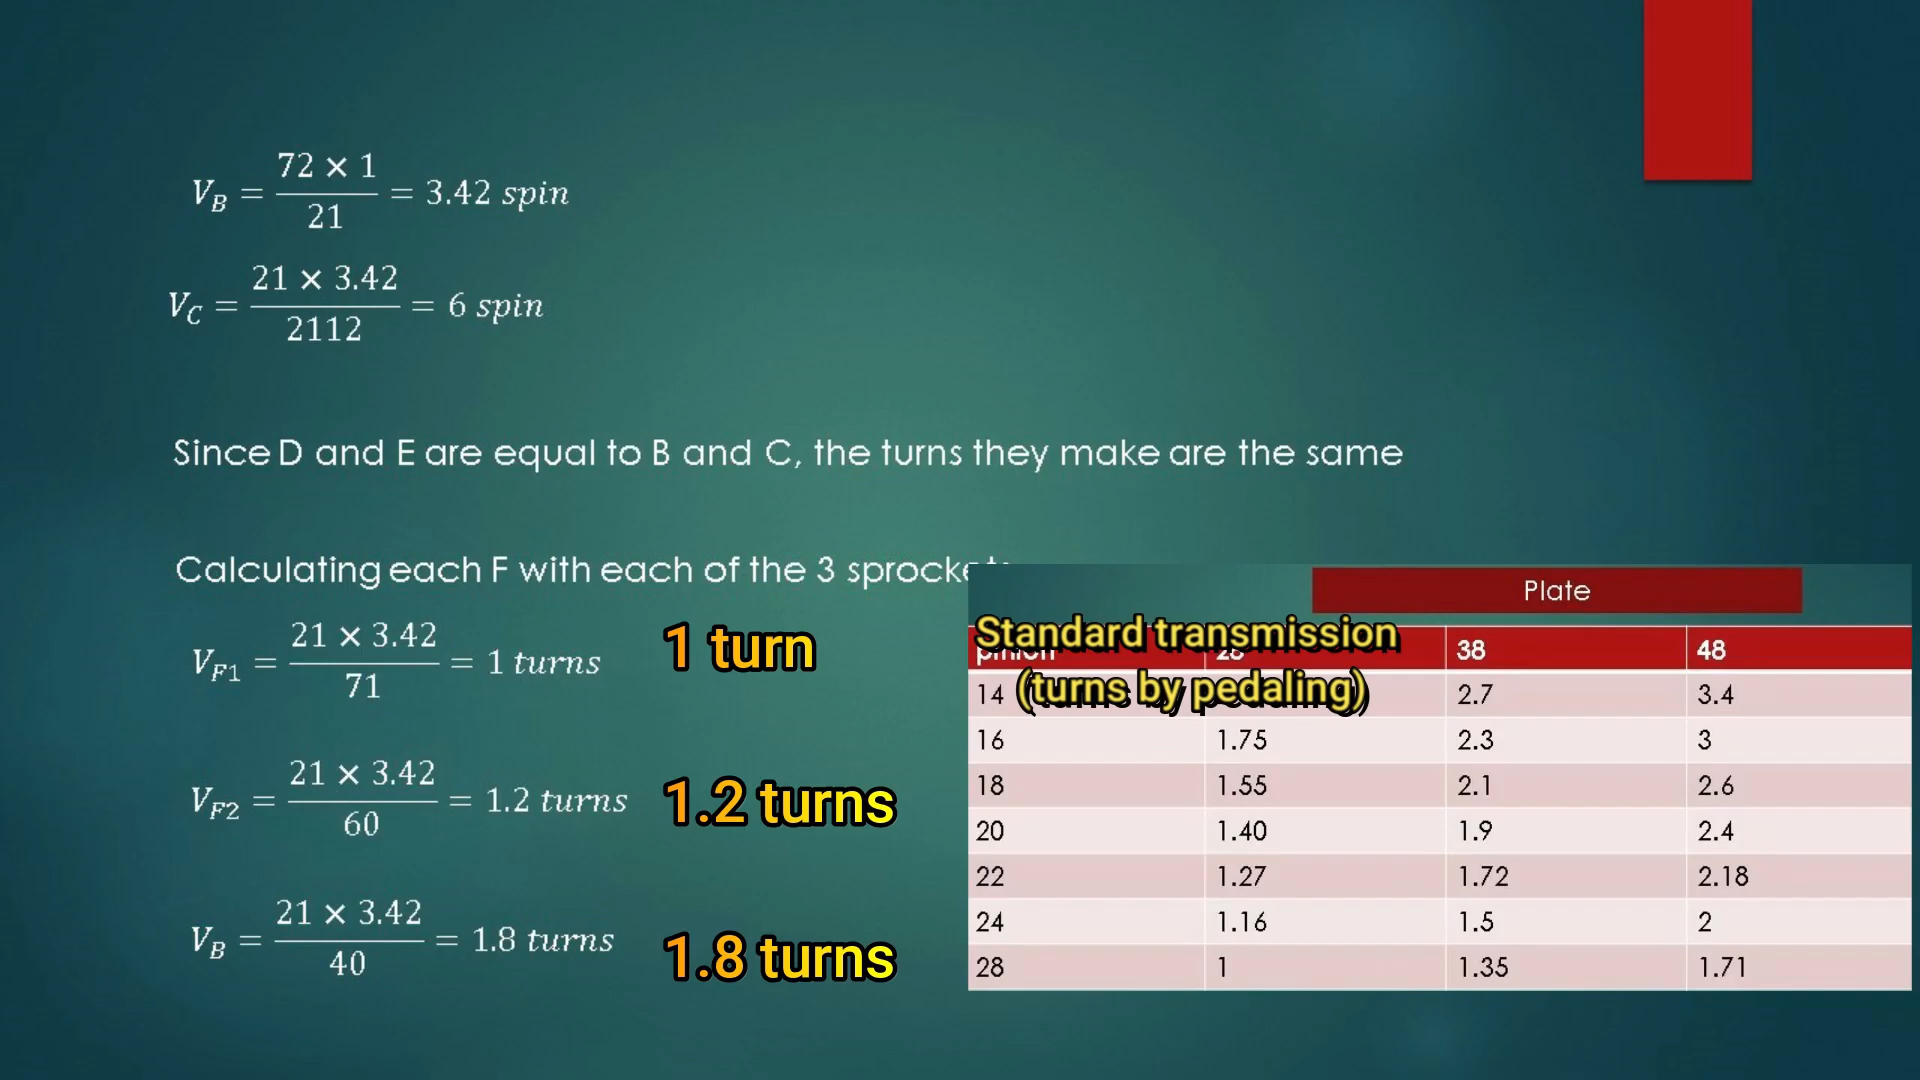 V_B = 72 × 1 / 21 = 3.42 spin
V_C = 21 × 3.42 / 2112 = 6 spin
Since D and E are equal to B and C, the turns they make are the same
Calculating each F with each of the 3
V_F1 = 21 × 3.42 / 71 = 1 turns
1 turn
V_F2 = 21 × 3.42 / 60 = 1.2 turns
1.2 turns
V_B = 21 × 3.42 / 40 = 1.8 turns
1.8 turns
Plate
Standard transmission
(turns by pedaling)
38 48
14 2.7 3.4
16 1.75 2.3 3
18 1.55 2.1 2.6
20 1.40 1.9 2.4
22 1.27 1.72 2.18
24 1.16 1.5 2
28 1 1.35 1.71